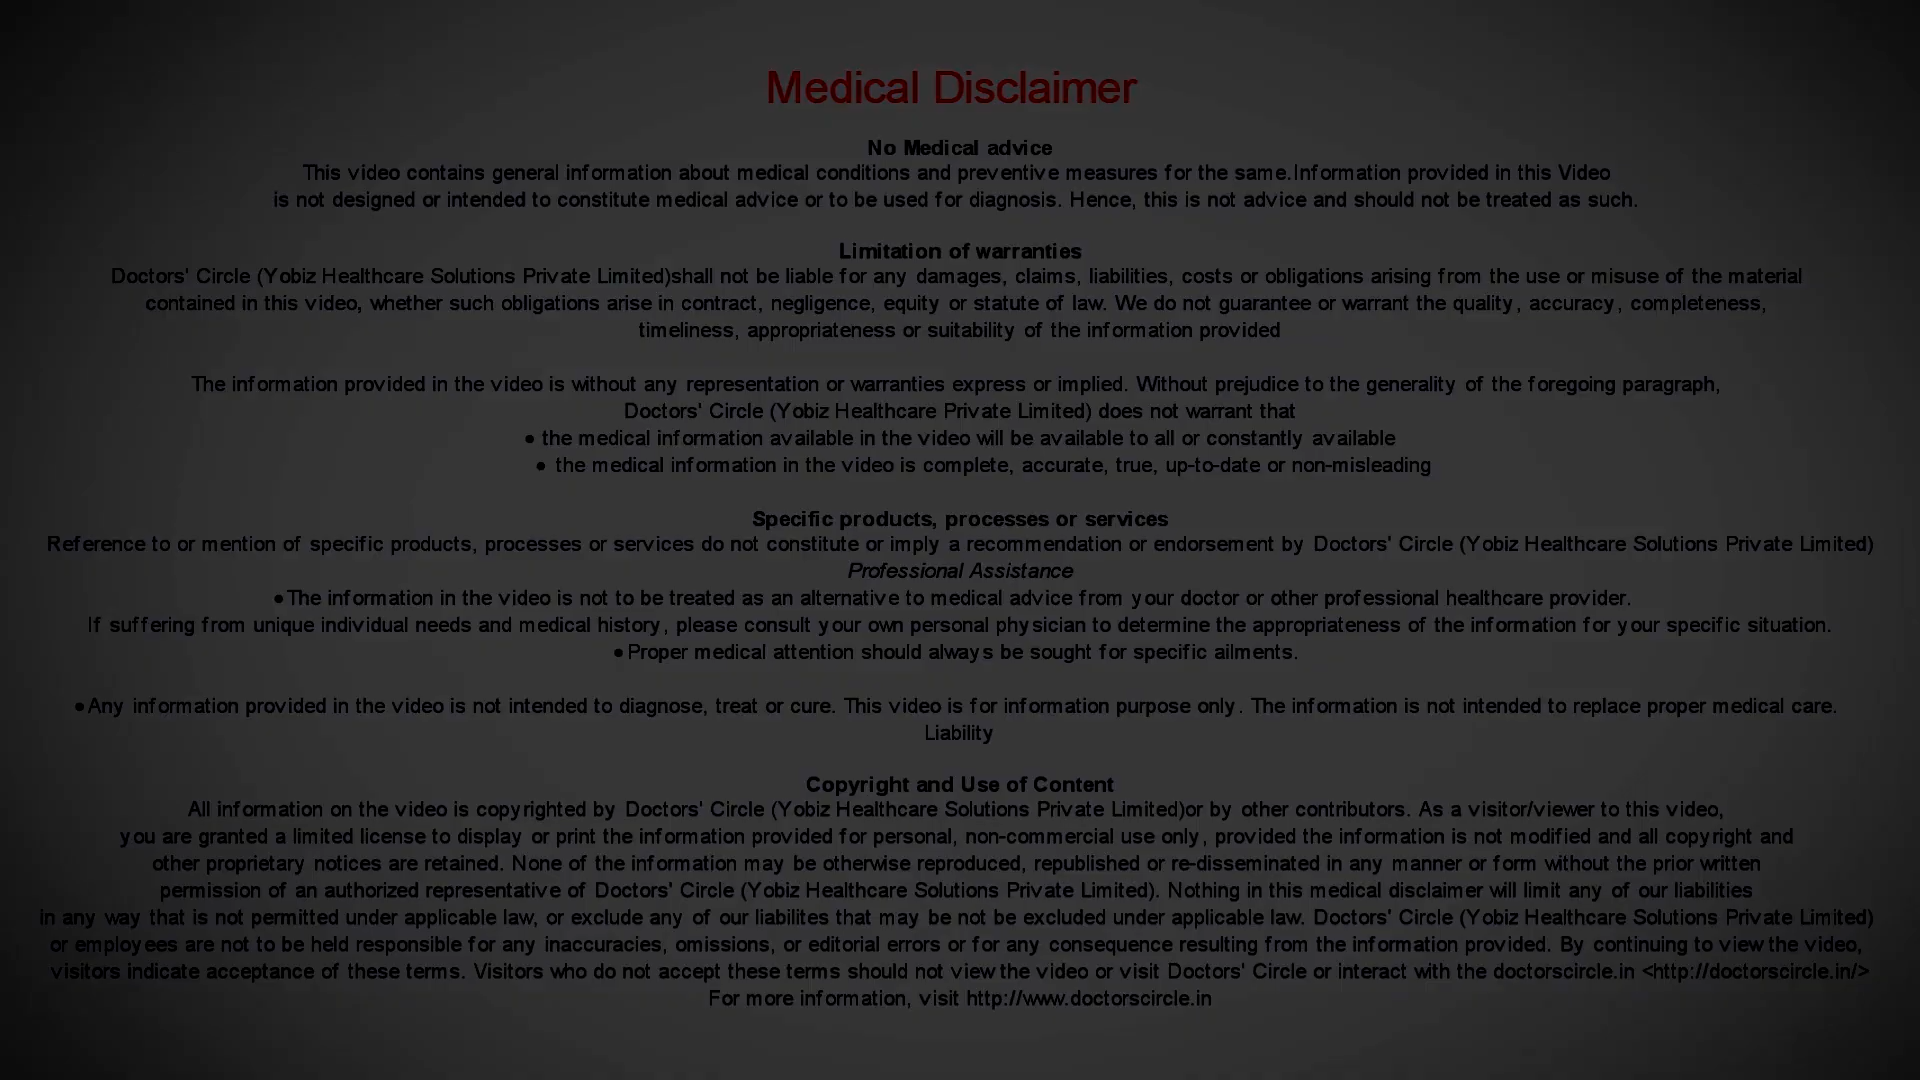 Medical Disclaimer
No Medical advice
This video contains general information about medical conditions and preventive measures for the same.Information provided in this Video
is not designed or intended to constitute medical advice or to be used for diagnosis. Hence, this is not advice and should not be treated as such.
Limitation of warranties
Doctors' Circle (Yobiz Healthcare Solutions Private Limited)shall not be liable for any damages, claims, liabilities, costs or obligations arising from the use or misuse of the material
contained in this video, whether such obligations arise in contract, negligence, equity or statute of law. We do not guarantee or warrant the quality, accuracy, completeness,
timeliness, appropriateness or suitability of the information provided
The information provided in the video is without any representation or warranties express or implied. Without prejudice to the generality of the foregoing paragraph,
Doctors' Circle (Yobiz Healthcare Private Limited) does not warrant that
● the medical information available in the video will be available to all or constantly available
● the medical information in the video is complete, accurate, true, up-to-date or non-misleading
Specific products, processes or services
Reference to or mention of specific products, processes or services do not constitute or imply a recommendation or endorsement by Doctors' Circle (Yobiz Healthcare Solutions Private Limited)
Professional Assistance
●The information in the video is not to be treated as an alternative to medical advice from your doctor or other professional healthcare provider.
If suffering from unique individual needs and medical history, please consult your own personal physician to determine the appropriateness of the information for your specific situation.
●Proper medical attention should always be sought for specific ailments.
●Any information provided in the video is not intended to diagnose, treat or cure. This video is for information purpose only. The information is not intended to replace proper medical care.
Liability
Copyright and Use of Content
All information on the video is copyrighted by Doctors' Circle (Yobiz Healthcare Solutions Private Limited)or by other contributors. As a visitor/viewer to this video,
you are granted a limited license to display or print the information provided for personal, non-commercial use only, provided the information is not modified and all copyright and
other proprietary notices are retained. None of the information may be otherwise reproduced, republished or re-disseminated in any manner or form without the prior written
permission of an authorized representative of Doctors' Circle (Yobiz Healthcare Solutions Private Limited). Nothing in this medical disclaimer will limit any of our liabilities
in any way that is not permitted under applicable law, or exclude any of our liabilites that may be not be excluded under applicable law. Doctors' Circle (Yobiz Healthcare Solutions Private Limited)
or employees are not to be held responsible for any inaccuracies, omissions, or editorial errors or for any consequence resulting from the information provided. By continuing to view the video,
visitors indicate acceptance of these terms. Visitors who do not accept these terms should not view the video or visit Doctors' Circle or interact with the doctorscircle.in <http://doctorscircle.in/>
For more information, visit http://www.doctorscircle.in